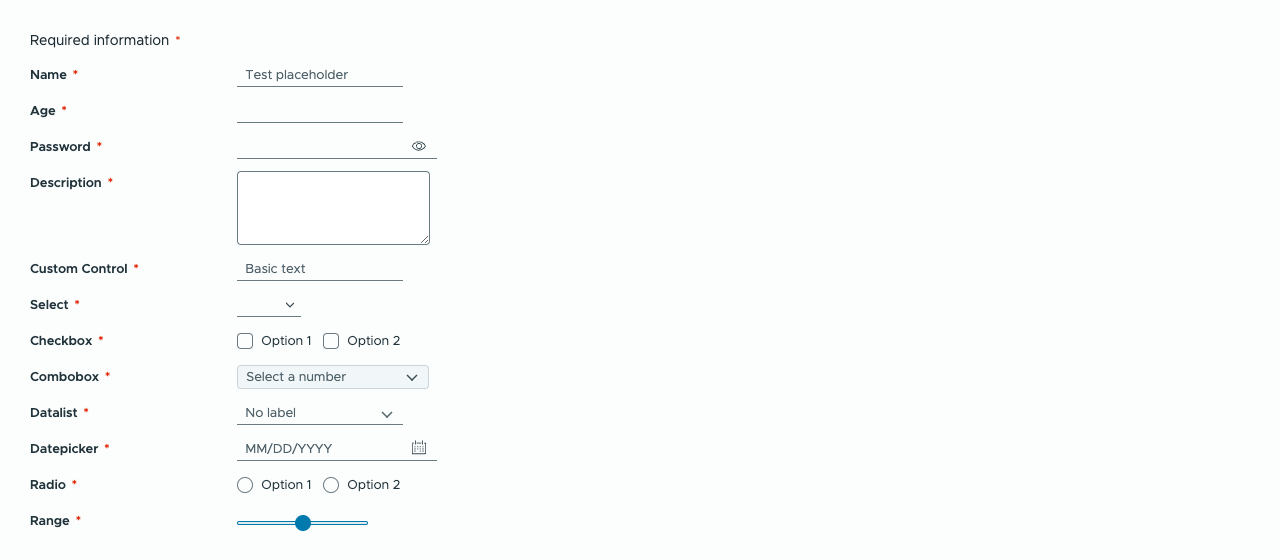 Required information *
Name * Test placeholder
Age *
Password *
Description *
Custom Control * Basic text
Select *
Checkbox * Option 1 Option 2
Combobox * Select a number
Datalist * No label
Datepicker * MM/DD/YYYY
Radio * Option 1 Option 2
Range *